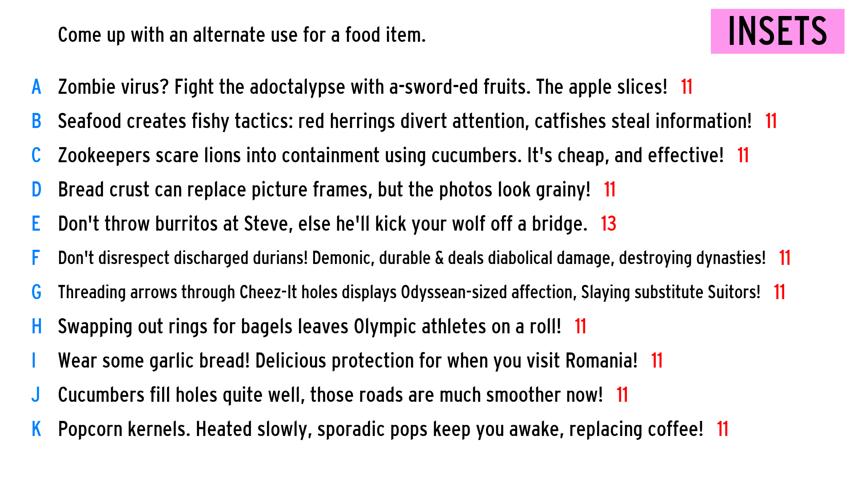 Come up with an alternate use for a food item.
INSETS
A Zombie virus? Fight the adoctalypse with a-sword-ed fruits. The apple slices! 11
B Seafood creates fishy tactics: red herrings divert attention, catfishes steal information! 11
C Zookeepers scare lions into containment using cucumbers. It's cheap, and effective! 11
D Bread crust can replace picture frames, but the photos look grainy! 11
E Don't throw burritos at Steve, else he'll kick your wolf off a bridge. 13
F Don't disrespect discharged durians! Demonic, durable & deals diabolical damage, destroying dynasties! 11
G Threading arrows through Cheez-It holes displays Odyssean-sized affection, Slaying substitute Suitors! 11
H Swapping out rings for bagels leaves Olympic athletes on a roll! 11
I Wear some garlic bread! Delicious protection for when you visit Romania! 11
J Cucumbers fill holes quite well, those roads are much smoother now! 11
K Popcorn kernels. Heated slowly, sporadic pops keep you awake, replacing coffee! 11